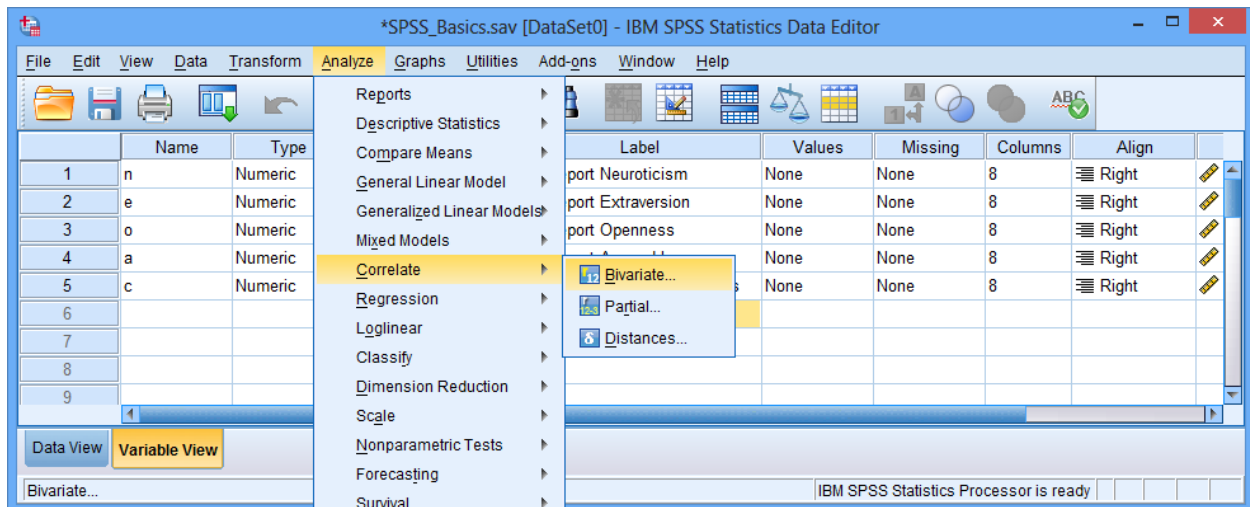 *SPSS_Basics.sav [DataSet0] - IBM SPSS Statistics Data Editor
File Edit View Data Transform Analyze Graphs Utilities Add-ons Window Help
Reports
Descriptive Statistics
Compare Means
General Linear Model
Generalized Linear Models
Mixed Models
Correlate
Regression
Loglinear
Classify
Dimension Reduction
Scale
Nonparametric Tests
Forecasting
Survival
Bivariate...
Partial...
Distances...
Name Type Label Values Missing Columns Align
1 n Numeric port Neuroticism None None 8 Right
2 e Numeric port Extraversion None None 8 Right
3 o Numeric port Openness None None 8 Right
4 a Numeric None None 8 Right
5 c Numeric s None None 8 Right
6
7
8
9
Data View Variable View
Bivariate... IBM SPSS Statistics Processor is ready